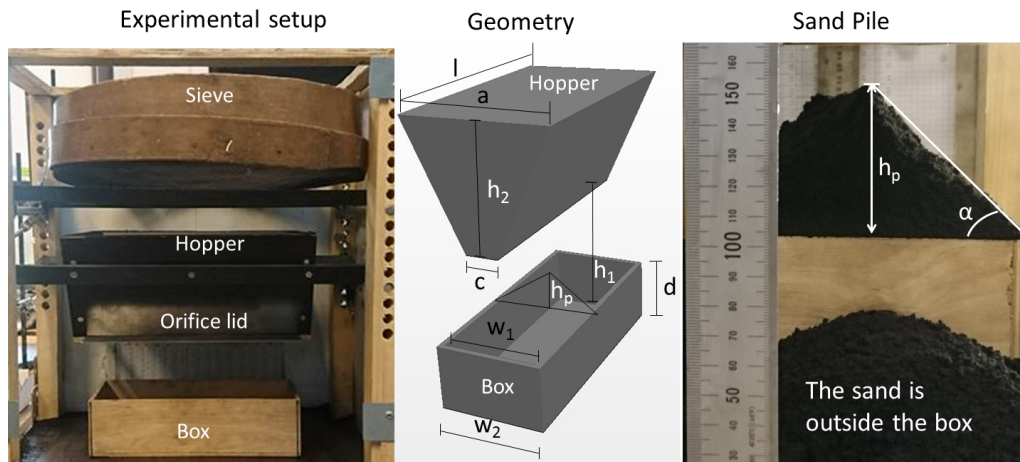 Experimental setup
Geometry
Sand Pile
Sieve
Hopper
Orifice lid
Box
l
a
Hopper
h₂
c
h₁
hₚ
d
w₁
Box
w₂
160
150
140
130
120
110
100
90
80
70
60
50
40
30
hₚ
α
The sand is
outside the box